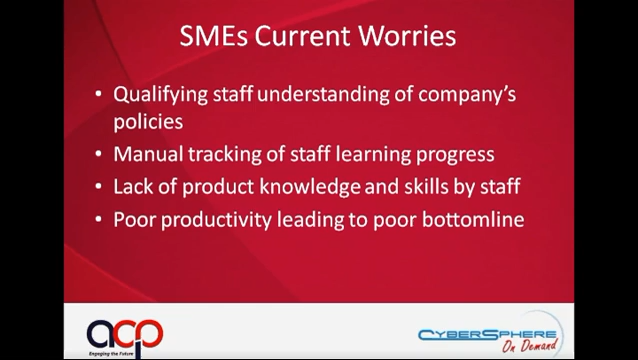 SMEs Current Worries
• Qualifying staff understanding of company's
policies
• Manual tracking of staff learning progress
• Lack of product knowledge and skills by staff
• Poor productivity leading to poor bottomline
acp
Engaging the Future
CYBERSPHERE
On Demand